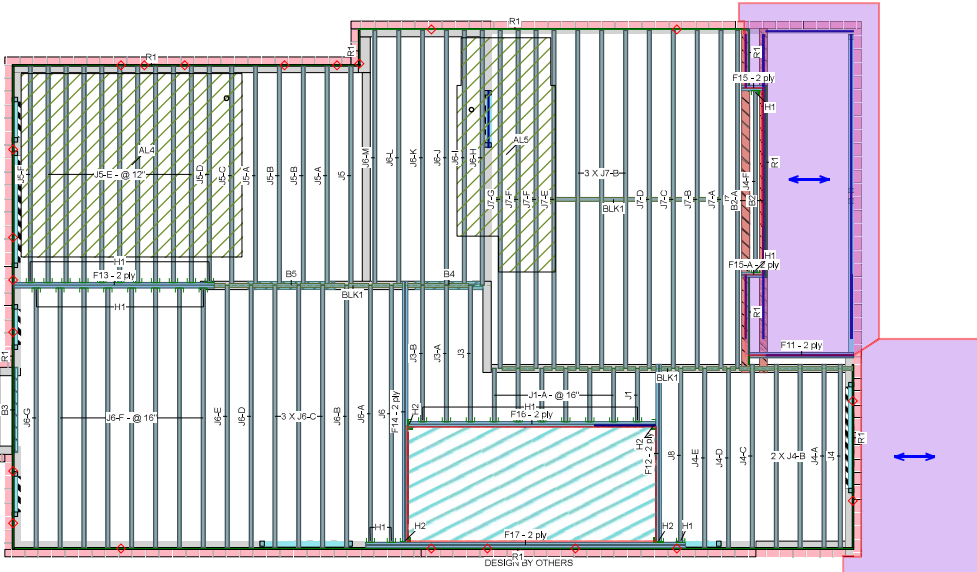 R1
R1
R1
R1
F15 - 2 ply
H1
AL4
AL5
J5-F
J5-E - @ 12"
J5-D
J5-C
J5-A
J5-B
J5-B
J5-A
J5
J6-M
J6-L
J6-K
J6-J
J6-I
J6-H
J7-G
J7-F
J7-F
J7-E
3 X J7-B
BLK1
J7-D
J7-C
J7-B
J7-A
B2-A
J4-F
B2
R1
H1
F13 - 2 ply
B5
B4
F15-A - 2 ply
H1
BLK1
H1
R1
R1
F11 - 2 ply
J3-B
J3-A
J3
BLK1
B3
J6-G
J6-F - @ 16"
J6-E
J6-D
3 X J6-C
J6-B
J6-A
J6
F14 - 2 ply
H2
J1-A - @ 16"
J1
H1
F16 - 2 ply
H2
F12 - 2 ply
J8
J4-E
J4-D
J4-C
2 X J4-B
J4-A
J4
R1
H1
H2
F17 - 2 ply
H2
H1
R1
DESIGN BY OTHERS